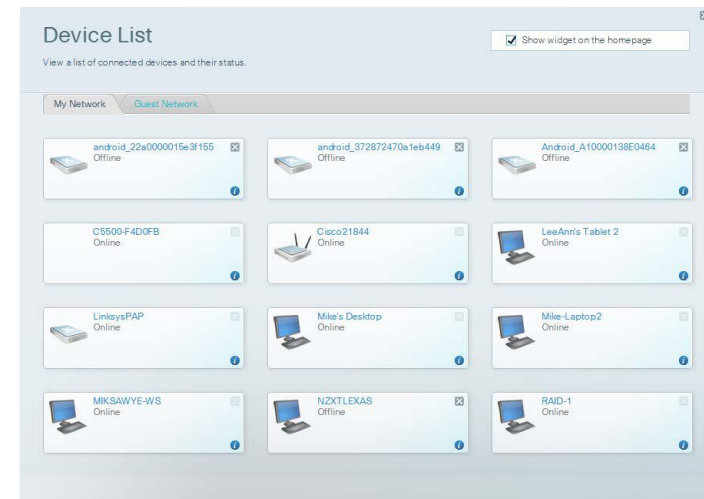 Device List
Show widget on the homepage
View a list of connected devices and their status.
My Network Guest Network
android_22a0000015e3f155
Offline
android_372872470a1eb449
Offline
Android_A10000138E0464
Offline
C5500-F4D0FB
Online
Cisco21844
Online
LeeAnn's Tablet 2
Online
LinksysPAP
Online
Mike's Desktop
Online
Mike-Laptop2
Online
MIKSAWYE-WS
Online
NZXTLEXAS
Offline
RAID-1
Online